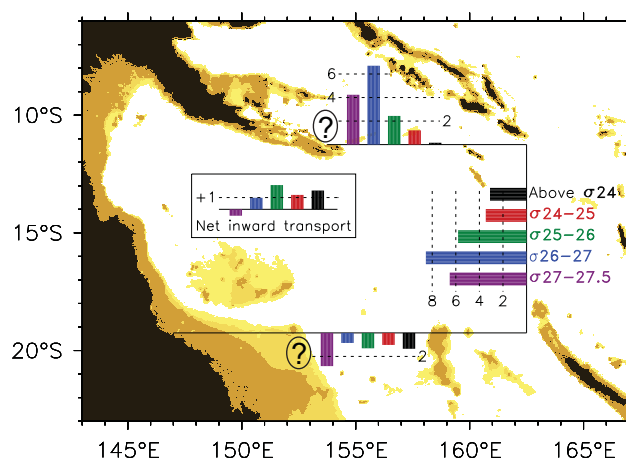 6
4
2
10°S
?
+1
Net inward transport
Above σ24
σ24−25
σ25−26
σ26−27
σ27−27.5
15°S
8 6 4 2
20°S
?
2
145°E 150°E 155°E 160°E 165°E